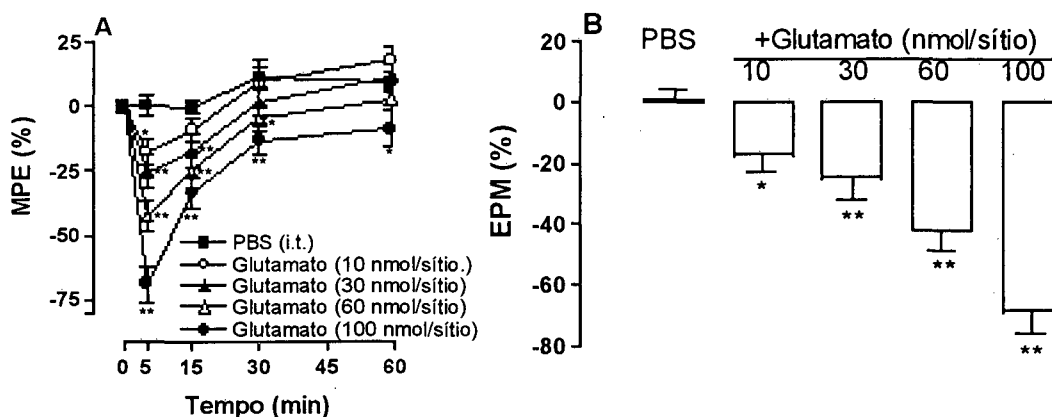 A
25
0
-25
-50
-75
MPE (%)
*
**
**
**
**
**
**
*
**
*
PBS (i.t.)
Glutamato (10 nmol/sítio.)
Glutamato (30 nmol/sítio)
Glutamato (60 nmol/sítio)
Glutamato (100 nmol/sítio)
0 5 15 30 45 60
Tempo (min)
B
PBS +Glutamato (nmol/sítio)
10 30 60 100
20
0
-20
-40
-60
-80
EPM (%)
*
**
**
**